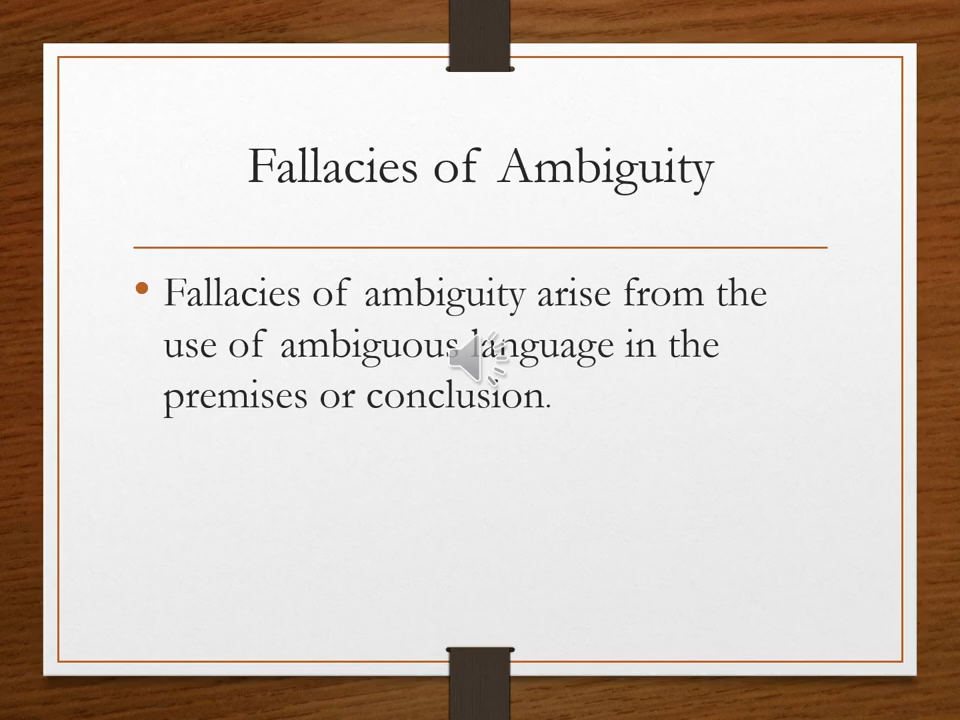 Fallacies of Ambiguity
• Fallacies of ambiguity arise from the
use of ambiguous language in the
premises or conclusion.